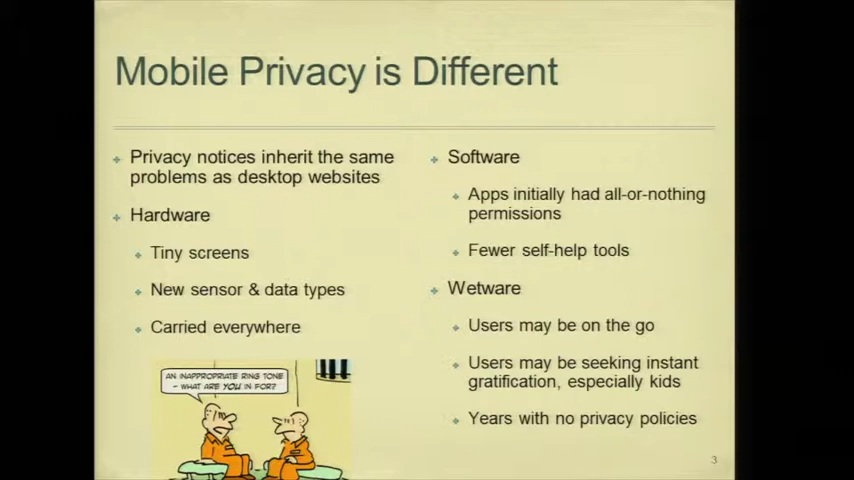 Mobile Privacy is Different
Privacy notices inherit the same
problems as desktop websites
Hardware
Tiny screens
New sensor & data types
Carried everywhere
AN INAPPROPRIATE RING TONE
- WHAT ARE YOU IN FOR?
Software
Apps initially had all-or-nothing
permissions
Fewer self-help tools
Wetware
Users may be on the go
Users may be seeking instant
gratification, especially kids
Years with no privacy policies
3